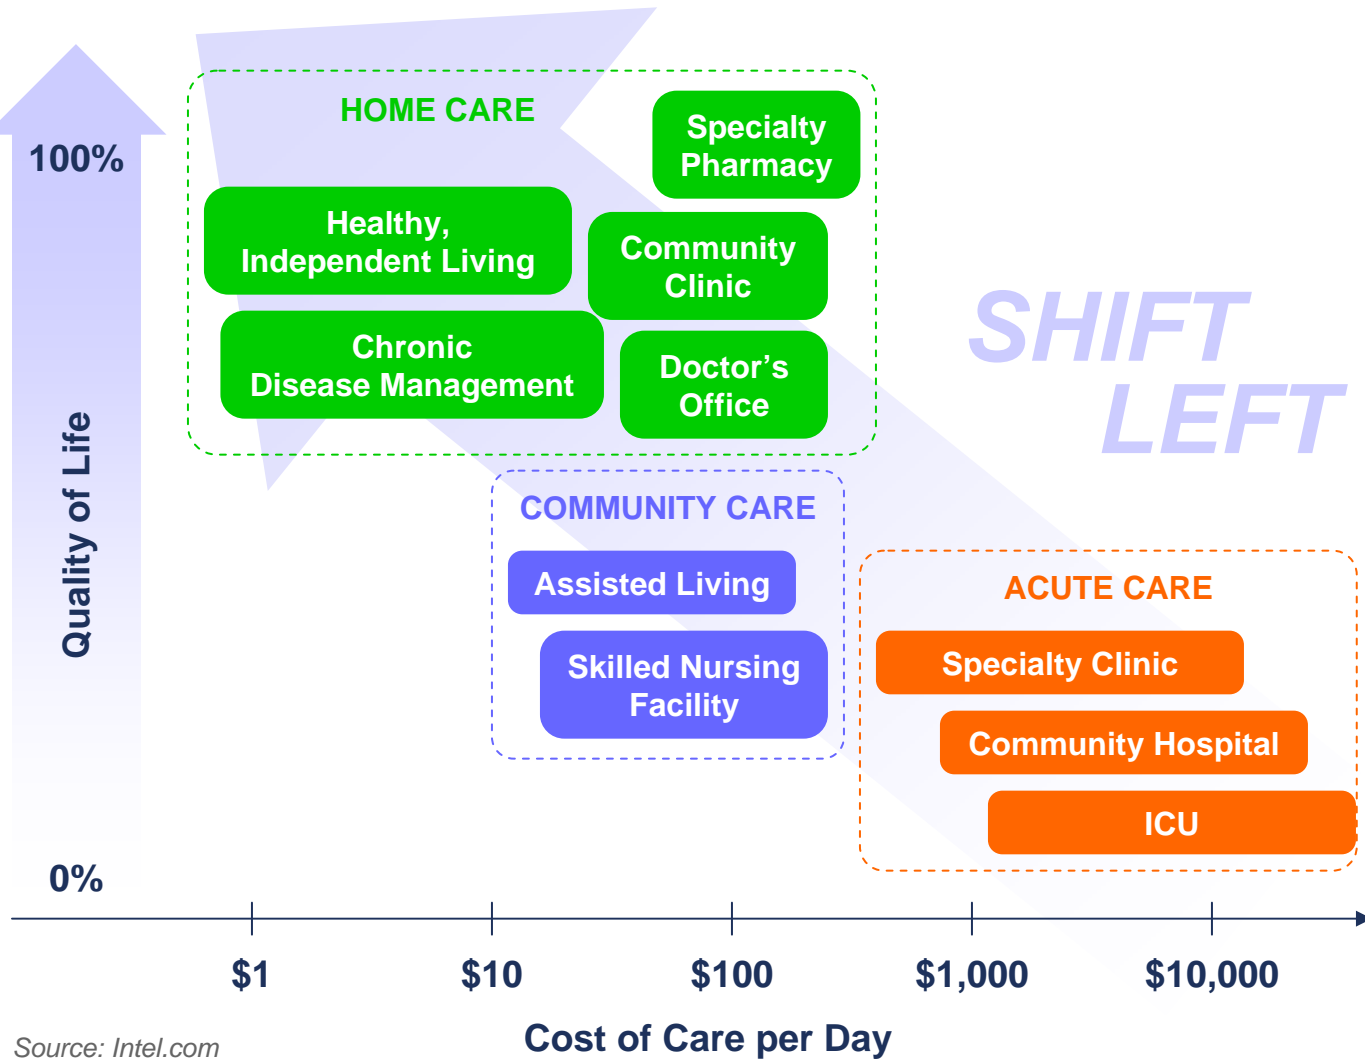 HOME CARE
Specialty
Pharmacy
100%
Healthy,
Independent Living
Community
Clinic
SHIFT
LEFT
Chronic
Disease Management
Doctor’s
Office
Quality of Life
COMMUNITY CARE
Assisted Living
Skilled Nursing
Facility
ACUTE CARE
Specialty Clinic
Community Hospital
ICU
0%
$1
$10
$100
$1,000
$10,000
Cost of Care per Day
Source: Intel.com